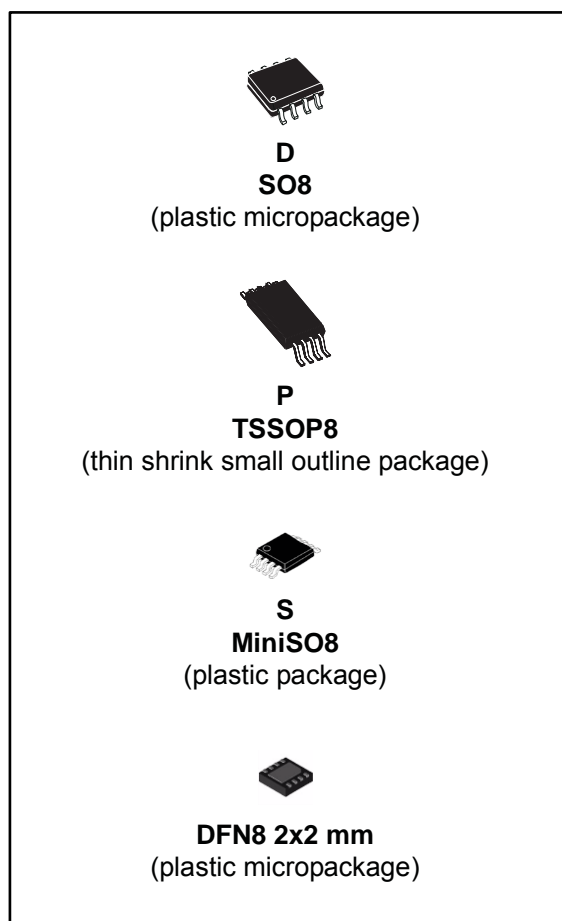 D
SO8
(plastic micropackage)
P
TSSOP8
(thin shrink small outline package)
S
MiniSO8
(plastic package)
DFN8 2x2 mm
(plastic micropackage)